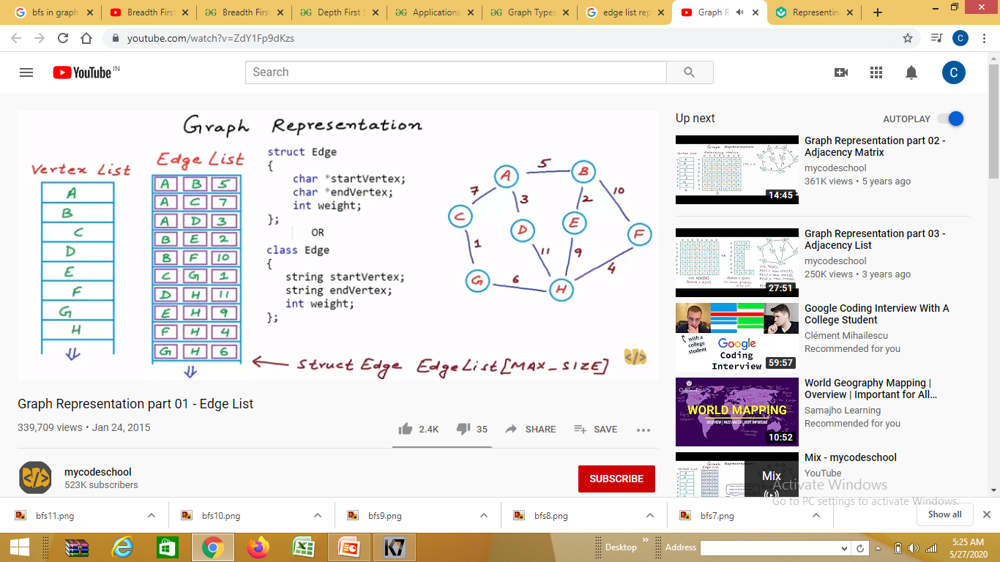 bfs in graph
Breadth First
Breadth First
Depth First S
Applications
Graph Types
edge list rep
Graph R
Representin
youtube.com/watch?v=ZdY1Fp9dKzs
C
YouTube IN
Search
C
Graph Representation
Vertex List
A
B
C
D
E
F
G
H
Edge List
A B 5
A C 7
A D 3
B E 2
B F 10
C G 1
D H 11
E H 9
F H 4
G H 6
struct Edge
{
char *startVertex;
char *endVertex;
int weight;
};
OR
class Edge
{
string startVertex;
string endVertex;
int weight;
};
A 5 B
7 3 2 10
C D E F
1 11 9 4
G 6 H
struct Edge EdgeList[MAX_SIZE]
Graph Representation part 01 - Edge List
339,709 views • Jan 24, 2015
2.4K 35 SHARE SAVE
mycodeschool
523K subscribers
SUBSCRIBE
Up next
AUTOPLAY
14:45
Graph Representation part 02 -
Adjacency Matrix
mycodeschool
361K views • 5 years ago
27:51
Graph Representation part 03 -
Adjacency List
mycodeschool
250K views • 3 years ago
with a
college
student
Google
Coding
Interview
59:57
Google Coding Interview With A
College Student
Clément Mihailescu
Recommended for you
WORLD MAPPING
10:52
World Geography Mapping |
Overview | Important for All...
Samajho Learning
Recommended for you
Mix
Mix - mycodeschool
YouTube
Activate Windows
Go to PC settings to activate Windows.
bfs11.png
bfs10.png
bfs9.png
bfs8.png
bfs7.png
Show all
Desktop
Address
5:25 AM
5/27/2020